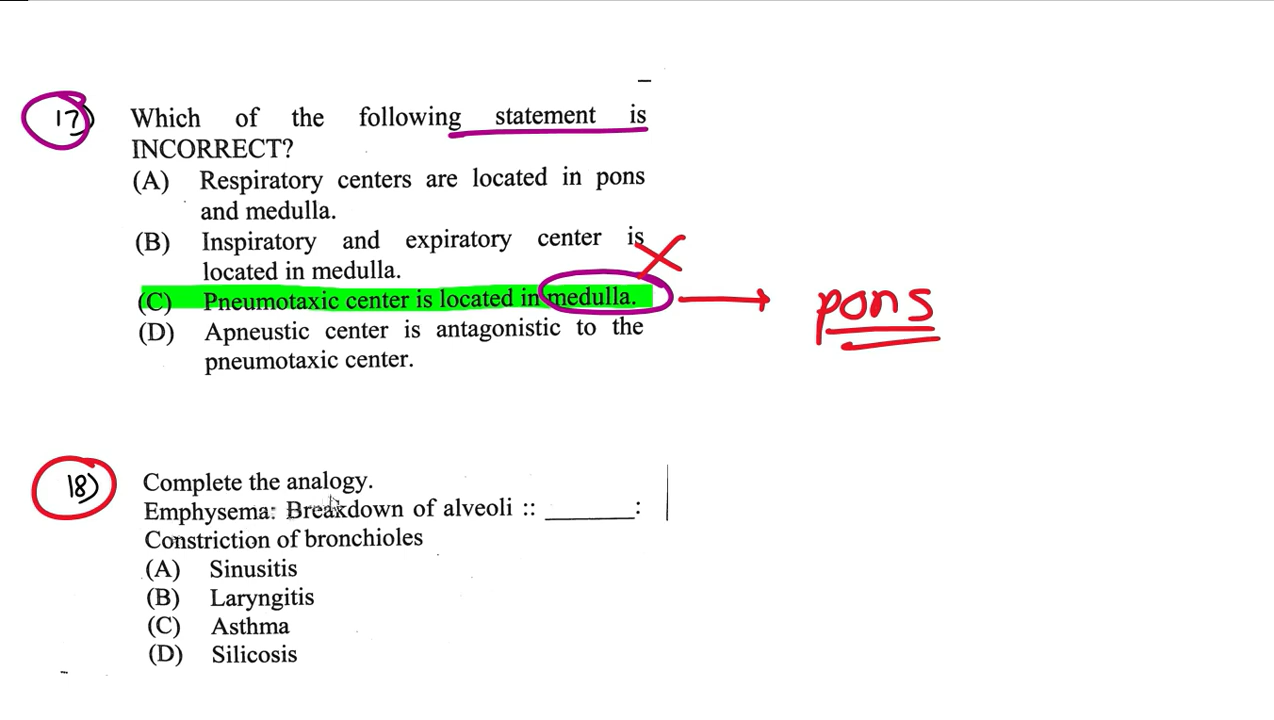 17)
Which of the following statement is
INCORRECT?
(A) Respiratory centers are located in pons
and medulla.
(B) Inspiratory and expiratory center is
located in medulla.
(C) Pneumotaxic center is located in medulla.
pons
(D) Apneustic center is antagonistic to the
pneumotaxic center.
18)
Complete the analogy.
Emphysema: Breakdown of alveoli :: ______:
Constriction of bronchioles
(A) Sinusitis
(B) Laryngitis
(C) Asthma
(D) Silicosis